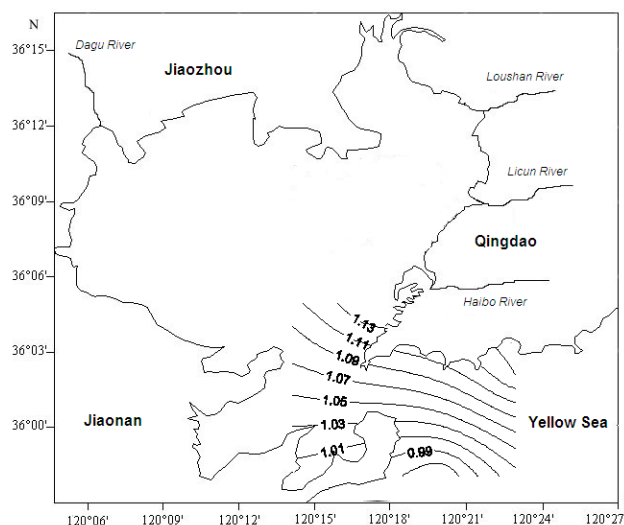 N
Dagu River
36°15'
Jiaozhou
Loushan River
36°12'
Licun River
36°09'
Qingdao
36°06'
Haibo River
1.13
1.11
36°03'
1.09
1.07
1.05
Jiaonan
36°00'
1.03
Yellow Sea
1.01
0.99
120°06'
120°09'
120°12'
120°15'
120°18'
120°21'
120°24'
120°27